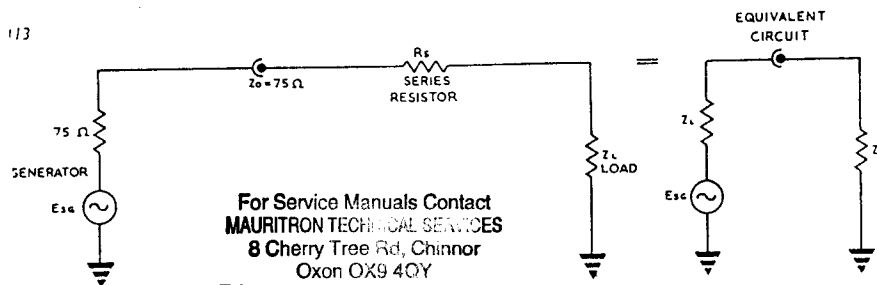 113
EQUIVALENT
CIRCUIT
Rs
SERIES
RESISTOR
Zo=75 Ω
=
75 Ω
GENERATOR
ESG
ZL
LOAD
ZL
ESG
Z
For Service Manuals Contact
MAURITRON TECHNICAL SERVICES
8 Cherry Tree Rd, Chinnor
Oxon OX9 4QY